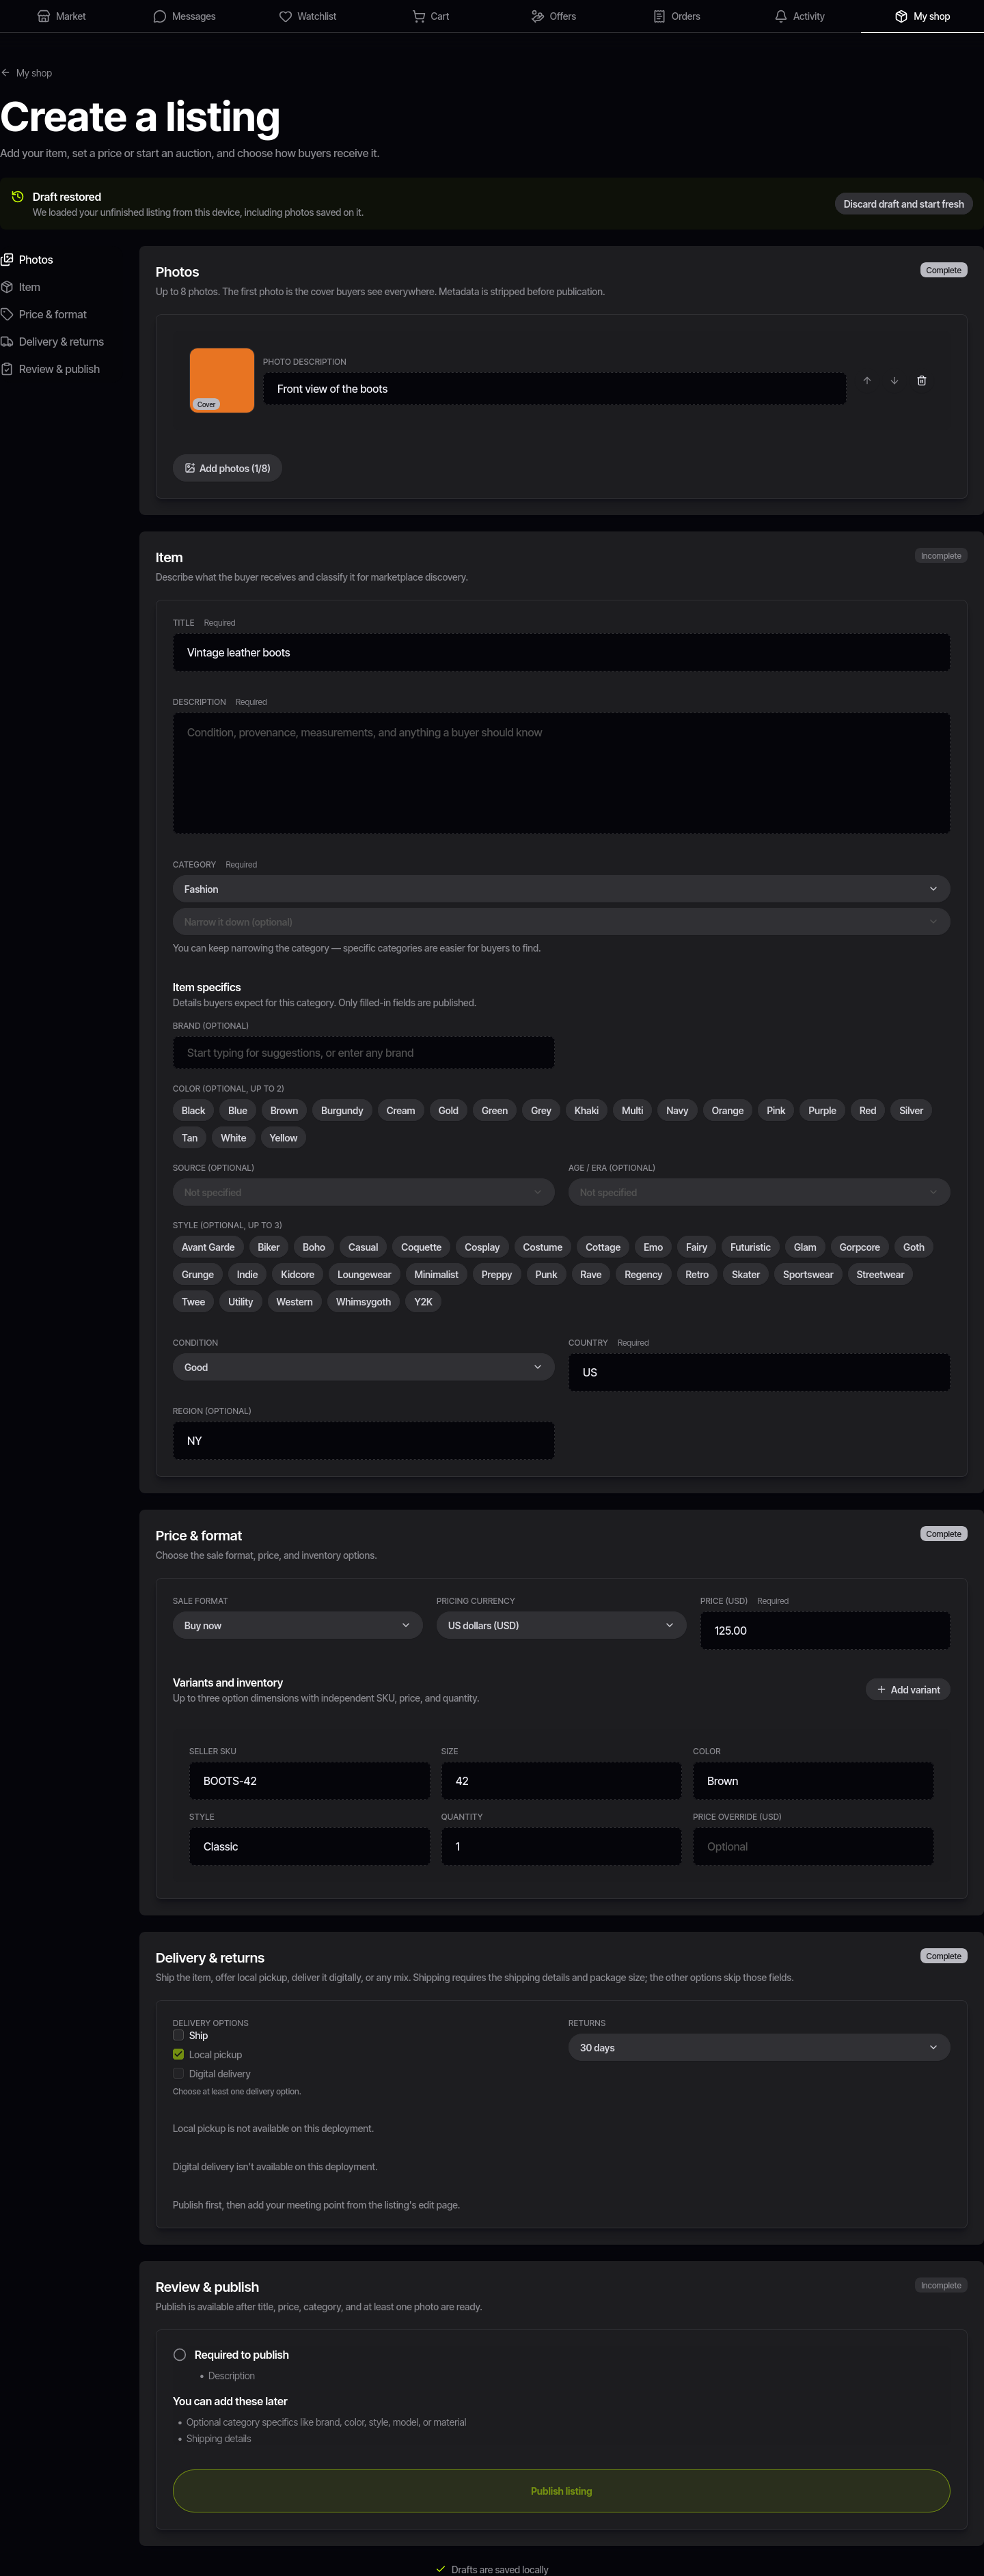 Market
Messages
Watchlist
Cart
Offers
Orders
Activity
My shop
My shop
Create a listing
Add your item, set a price or start an auction, and choose how buyers receive it.
Draft restored
We loaded your unfinished listing from this device, including photos saved on it.
Discard draft and start fresh
Photos
Item
Price & format
Delivery & returns
Review & publish
Photos
Complete
Up to 8 photos. The first photo is the cover buyers see everywhere. Metadata is stripped before publication.
PHOTO DESCRIPTION
Front view of the boots
Cover
Add photos (1/8)
Item
Incomplete
Describe what the buyer receives and classify it for marketplace discovery.
TITLE Required
Vintage leather boots
DESCRIPTION Required
Condition, provenance, measurements, and anything a buyer should know
CATEGORY Required
Fashion
Narrow it down (optional)
You can keep narrowing the category — specific categories are easier for buyers to find.
Item specifics
Details buyers expect for this category. Only filled-in fields are published.
BRAND (OPTIONAL)
Start typing for suggestions, or enter any brand
COLOR (OPTIONAL, UP TO 2)
Black Blue Brown Burgundy Cream Gold Green Grey Khaki Multi Navy Orange Pink Purple Red Silver
Tan White Yellow
SOURCE (OPTIONAL) AGE / ERA (OPTIONAL)
Not specified Not specified
STYLE (OPTIONAL, UP TO 3)
Avant Garde Biker Boho Casual Coquette Cosplay Costume Cottage Emo Fairy Futuristic Glam Gorpcore Goth
Grunge Indie Kidcore Loungewear Minimalist Preppy Punk Rave Regency Retro Skater Sportswear Streetwear
Twee Utility Western Whimsygoth Y2K
CONDITION COUNTRY Required
Good US
REGION (OPTIONAL)
NY
Price & format
Complete
Choose the sale format, price, and inventory options.
SALE FORMAT PRICING CURRENCY PRICE (USD) Required
Buy now US dollars (USD) 125.00
Variants and inventory
Up to three option dimensions with independent SKU, price, and quantity.
Add variant
SELLER SKU SIZE COLOR
BOOTS-42 42 Brown
STYLE QUANTITY PRICE OVERRIDE (USD)
Classic 1 Optional
Delivery & returns
Complete
Ship the item, offer local pickup, deliver it digitally, or any mix. Shipping requires the shipping details and package size; the other options skip those fields.
DELIVERY OPTIONS RETURNS
Ship
30 days
Local pickup
Digital delivery
Choose at least one delivery option.
Local pickup is not available on this deployment.
Digital delivery isn't available on this deployment.
Publish first, then add your meeting point from the listing's edit page.
Review & publish
Incomplete
Publish is available after title, price, category, and at least one photo are ready.
Required to publish
• Description
You can add these later
• Optional category specifics like brand, color, style, model, or material
• Shipping details
Publish listing
Drafts are saved locally